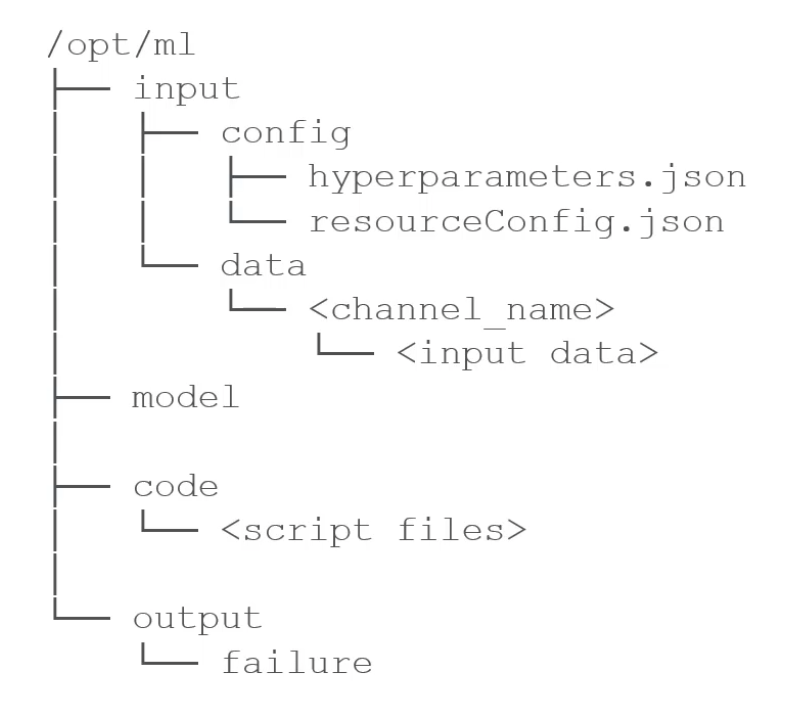 /opt/ml
├── input
│   ├── config
│   │   ├── hyperparameters.json
│   │   └── resourceConfig.json
│   └── data
│       └── <channel_name>
│           └── <input data>
├── model
│
├── code
│   └── <script files>
│
└── output
    └── failure